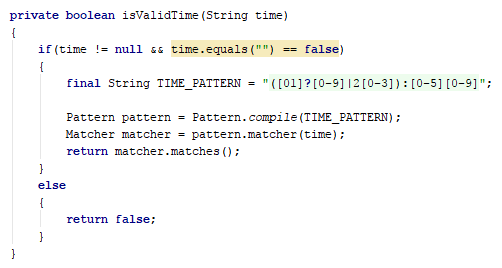 private boolean isValidTime(String time)
{
    if(time != null && time.equals("") == false)
    {
        final String TIME_PATTERN = "([01]?[0-9]|2[0-3]):[0-5][0-9]";

        Pattern pattern = Pattern.compile(TIME_PATTERN);
        Matcher matcher = pattern.matcher(time);
        return matcher.matches();
    }
    else
    {
        return false;
    }
}